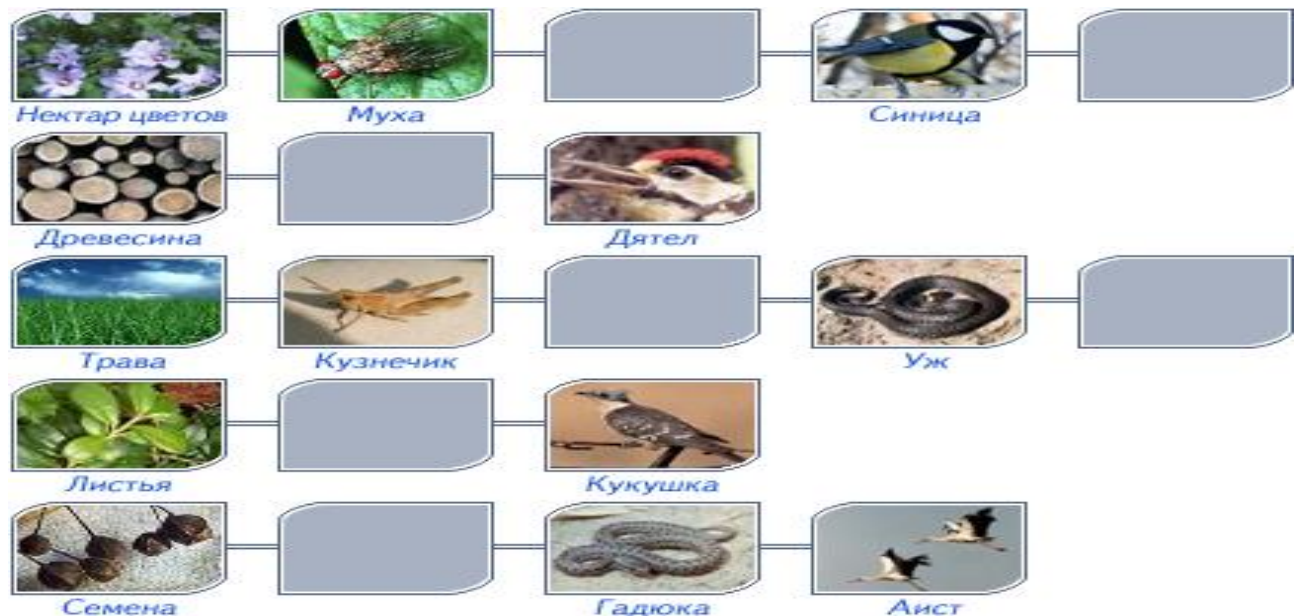 Нектар цветов Муха Синица
Древесина Дятел
Трава Кузнечик Уж
Листья Кукушка
Семена Гадюка Аист